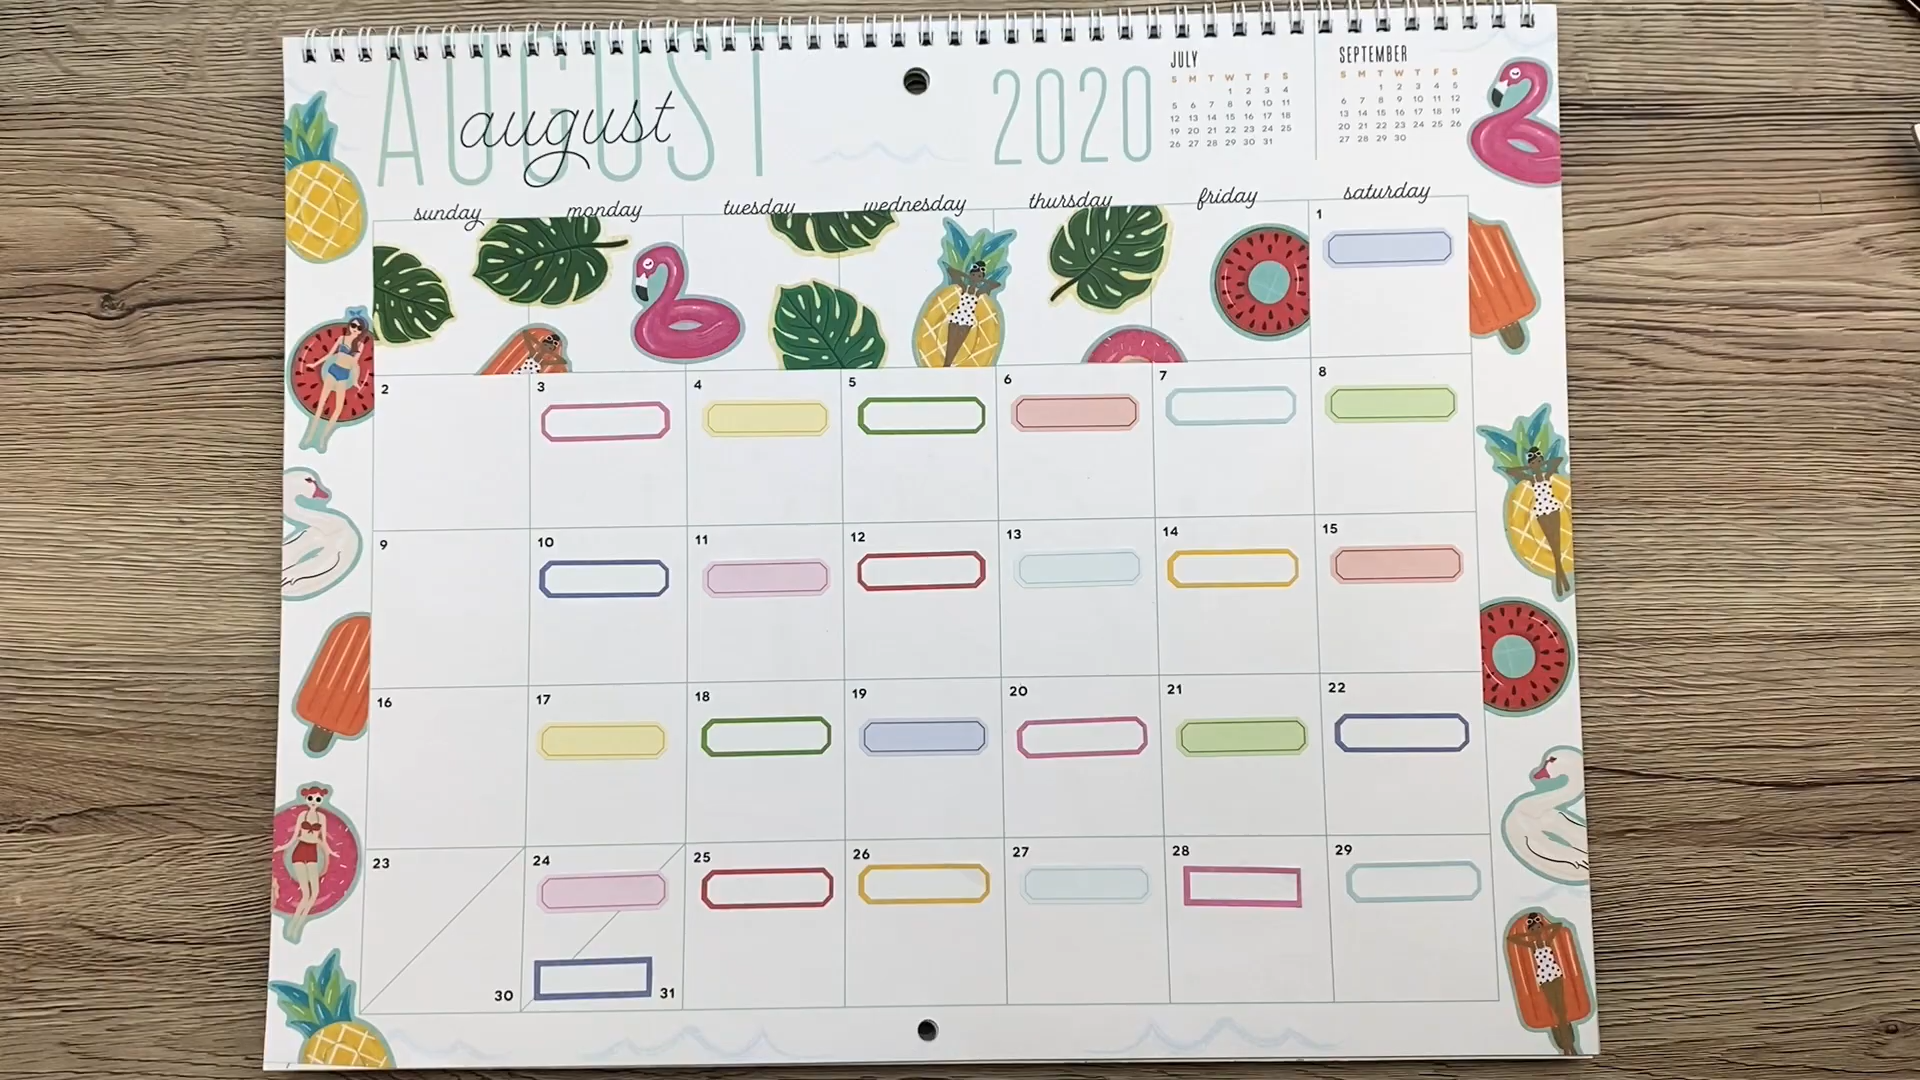 AUGUST
august
2020
JULY
S M T W T F S
1 2 3 4
5 6 7 8 9 10 11
12 13 14 15 16 17 18
19 20 21 22 23 24 25
26 27 28 29 30 31
SEPTEMBER
S M T W T F S
1 2 3 4 5
6 7 8 9 10 11 12
13 14 15 16 17 18 19
20 21 22 23 24 25 26
27 28 29 30
sunday monday tuesday wednesday thursday friday saturday
1
2 3 4 5 6 7 8
9 10 11 12 13 14 15
16 17 18 19 20 21 22
23 24 25 26 27 28 29
30 31